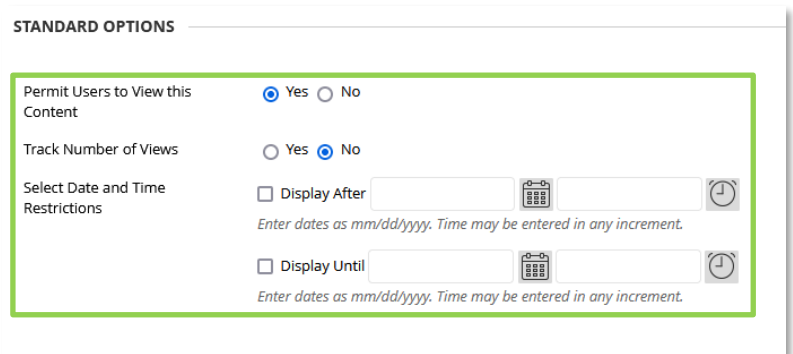 STANDARD OPTIONS
Permit Users to View this
Content
Yes No
Track Number of Views
Yes No
Select Date and Time
Restrictions
Display After
Enter dates as mm/dd/yyyy. Time may be entered in any increment.
Display Until
Enter dates as mm/dd/yyyy. Time may be entered in any increment.